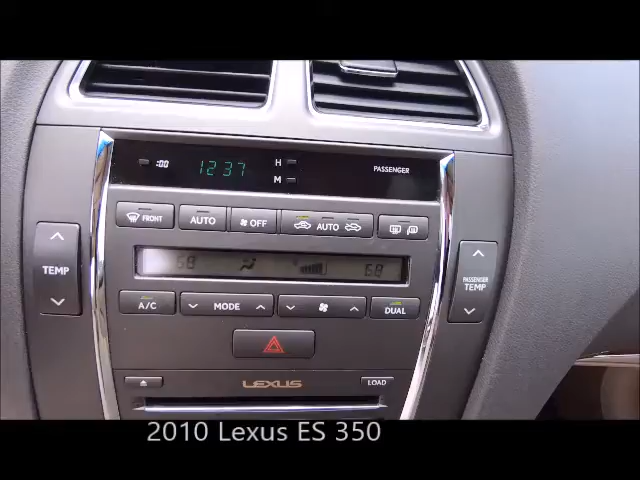 :00 12 37 H M PASSENGER
FRONT AUTO OFF AUTO
TEMP
68 68
PASSENGER
TEMP
A/C MODE DUAL
LEXUS LOAD
2010 Lexus ES 350